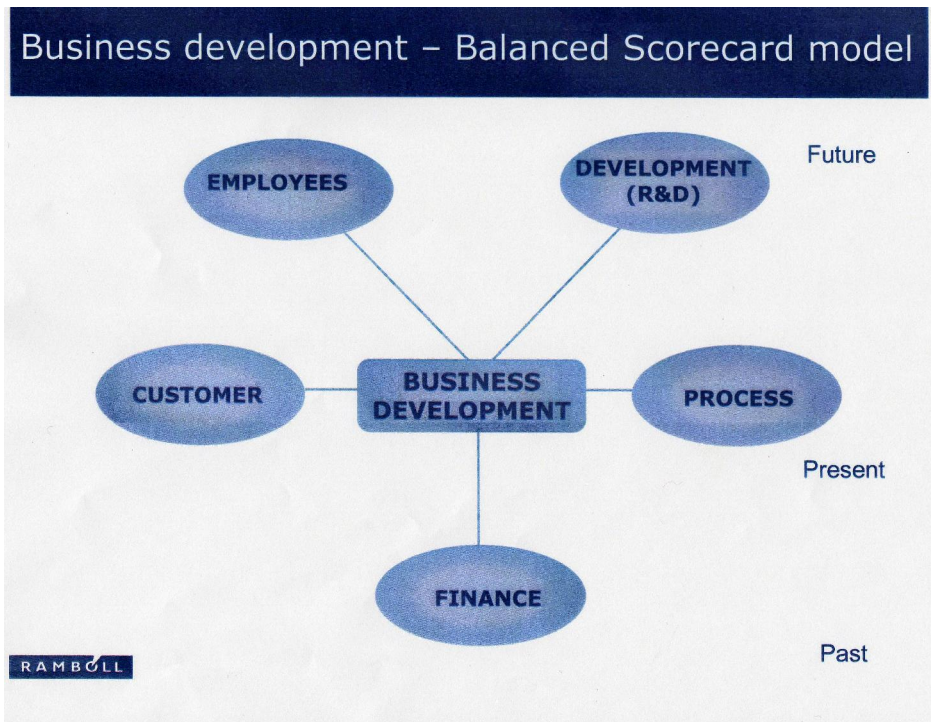 Business development – Balanced Scorecard model
Future
EMPLOYEES
DEVELOPMENT
(R&D)
CUSTOMER
BUSINESS
DEVELOPMENT
PROCESS
Present
FINANCE
Past
RAMBOLL